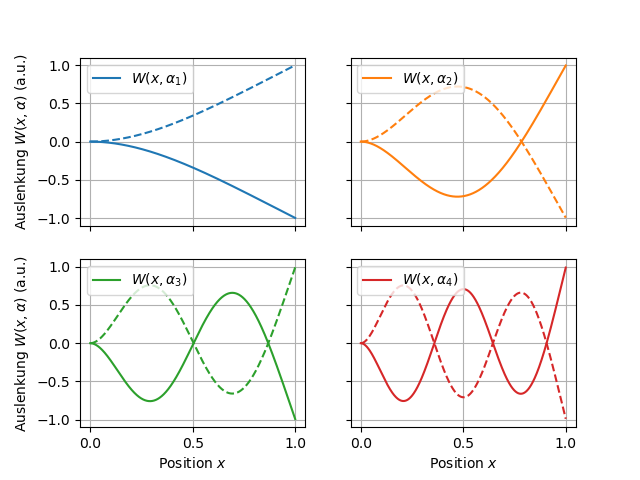 W(x, α₁)
W(x, α₂)
Auslenkung W(x, α) (a.u.)
1.0
0.5
0.0
−0.5
−1.0
W(x, α₃)
W(x, α₄)
Auslenkung W(x, α) (a.u.)
1.0
0.5
0.0
−0.5
−1.0
0.0 0.5 1.0
0.0 0.5 1.0
Position x
Position x